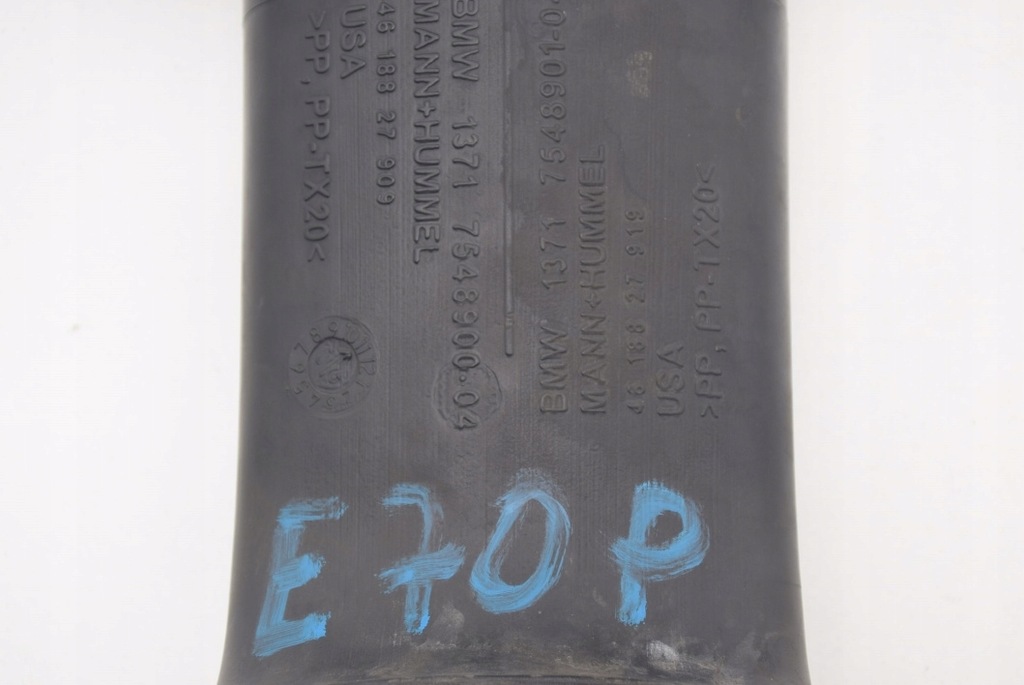 BMW 1371 7548900-04
MANN+HUMMEL
46 188 27 909
USA
>PP, PP-TX20<
BMW 1371 7548901-0
MANN+HUMMEL
46 188 27 919
USA
>PP, PP-TX20<
E70P